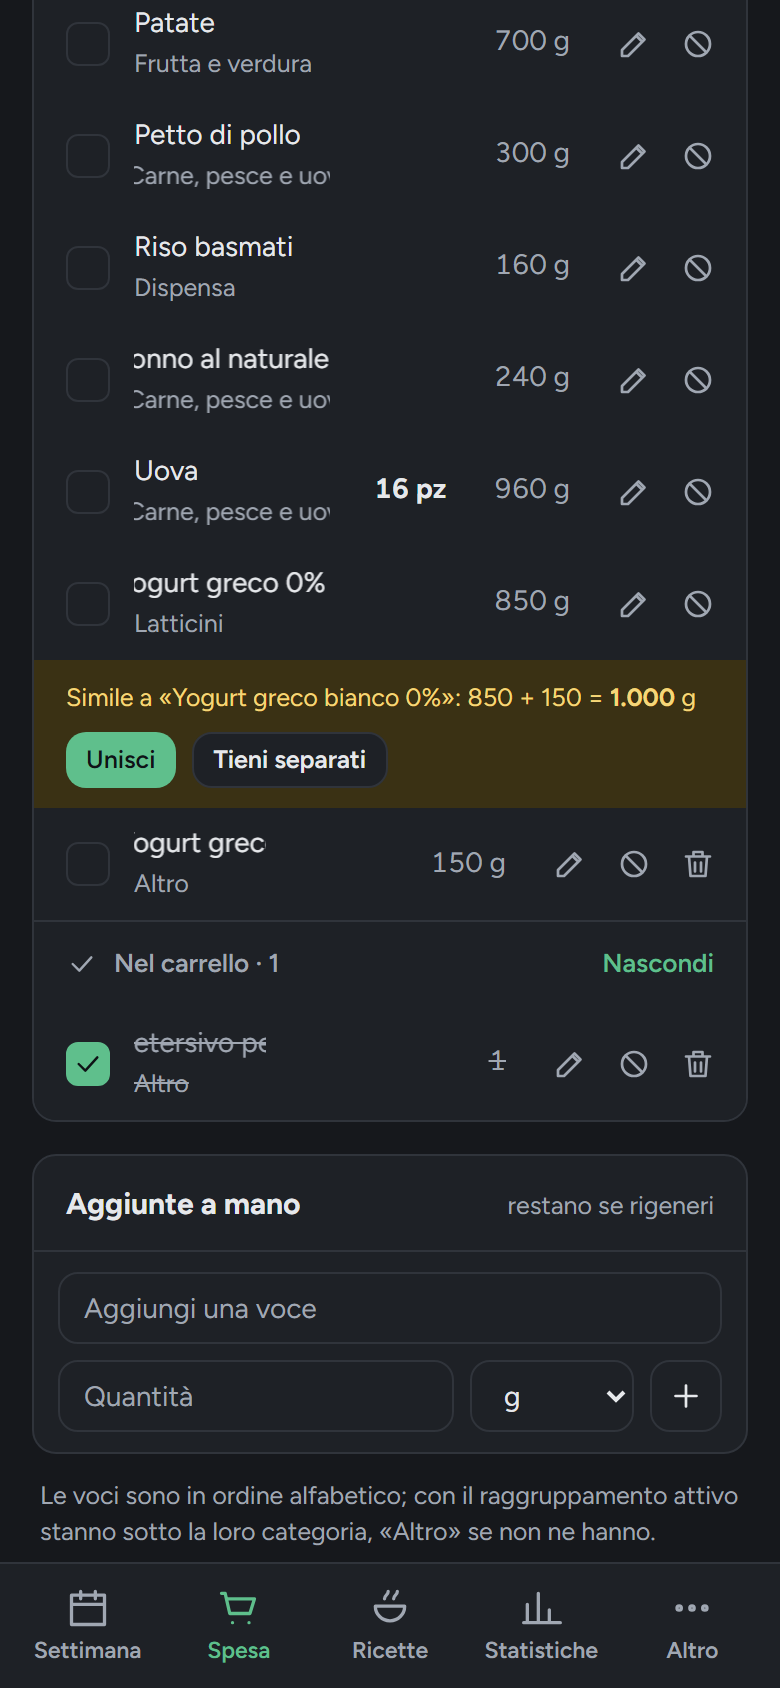 Patate
700 g
Frutta e verdura
Petto di pollo
300 g
Carne, pesce e uov
Riso basmati
160 g
Dispensa
onno al naturale
240 g
Carne, pesce e uov
Uova
16 pz 960 g
Carne, pesce e uov
ogurt greco 0%
850 g
Latticini
Simile a «Yogurt greco bianco 0%»: 850 + 150 = 1.000 g
Unisci Tieni separati
ogurt grec
150 g
Altro
Nel carrello · 1 Nascondi
etersivo pe
1
Altro
Aggiunte a mano restano se rigeneri
Aggiungi una voce
Quantità g
Le voci sono in ordine alfabetico; con il raggruppamento attivo
stanno sotto la loro categoria, «Altro» se non ne hanno.
Settimana Spesa Ricette Statistiche Altro